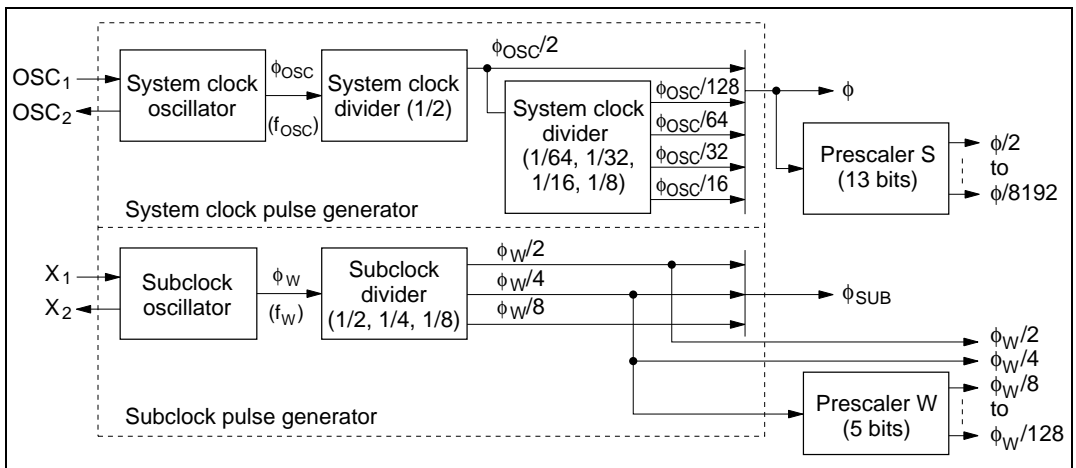 OSC1
OSC2
System clock
oscillator
ϕOSC
(fOSC)
System clock
divider (1/2)
ϕOSC/2
System clock
divider
(1/64, 1/32,
1/16, 1/8)
ϕOSC/128
ϕOSC/64
ϕOSC/32
ϕOSC/16
ϕ
Prescaler S
(13 bits)
ϕ/2
to
ϕ/8192
System clock pulse generator
X1
X2
Subclock
oscillator
ϕW
(fW)
Subclock
divider
(1/2, 1/4, 1/8)
ϕW/2
ϕW/4
ϕW/8
ϕSUB
ϕW/2
ϕW/4
Prescaler W
(5 bits)
ϕW/8
to
ϕW/128
Subclock pulse generator